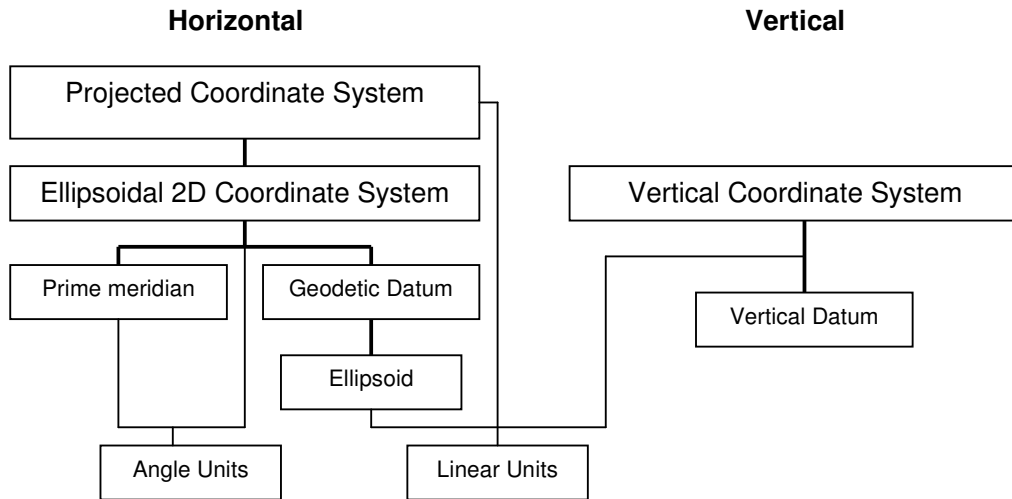 Horizontal
Vertical
Projected Coordinate System
Ellipsoidal 2D Coordinate System
Vertical Coordinate System
Prime meridian
Geodetic Datum
Vertical Datum
Ellipsoid
Angle Units
Linear Units